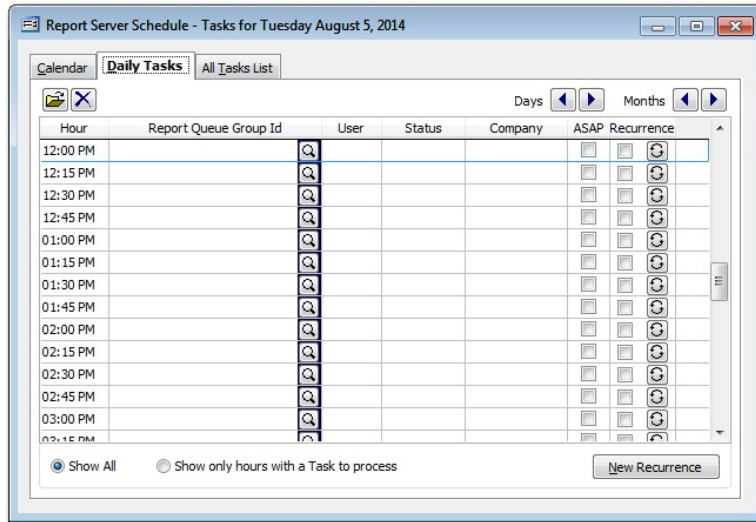 Report Server Schedule - Tasks for Tuesday August 5, 2014
Calendar Daily Tasks All Tasks List
Days Months
Hour Report Queue Group Id User Status Company ASAP Recurrence
12:00 PM
12:15 PM
12:30 PM
12:45 PM
01:00 PM
01:15 PM
01:30 PM
01:45 PM
02:00 PM
02:15 PM
02:30 PM
02:45 PM
03:00 PM
03:15 PM
Show All Show only hours with a Task to process New Recurrence